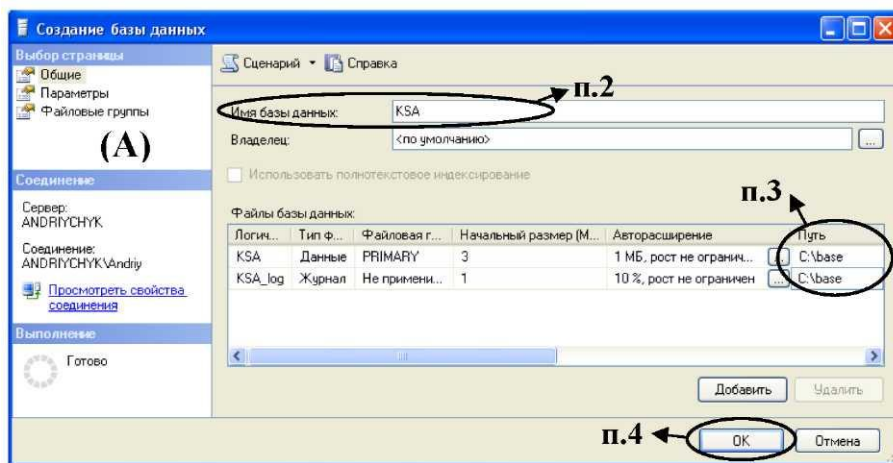 Создание базы данных
Выбор страницы
Общие
Параметры
Файловые группы
(А)
Соединение
Сервер:
ANDRIYCHYK
Соединение:
ANDRIYCHYK\Andriy
Просмотреть свойства
соединения
Выполнение
Готово
Сценарий
Справка
п.2
Имя базы данных: KSA
Владелец: <по умолчанию> ...
Использовать полнотекстовое индексирование
п.3
Файлы базы данных:
Логич... Тип ф... Файловая г... Начальный размер (М... Авторасширение Путь
KSA Данные PRIMARY 3 1 МБ, рост не огранич... C:\base
KSA_log Журнал Не примени... 1 10 %, рост не ограничен ... C:\base
Добавить Удалить
п.4
OK Отмена